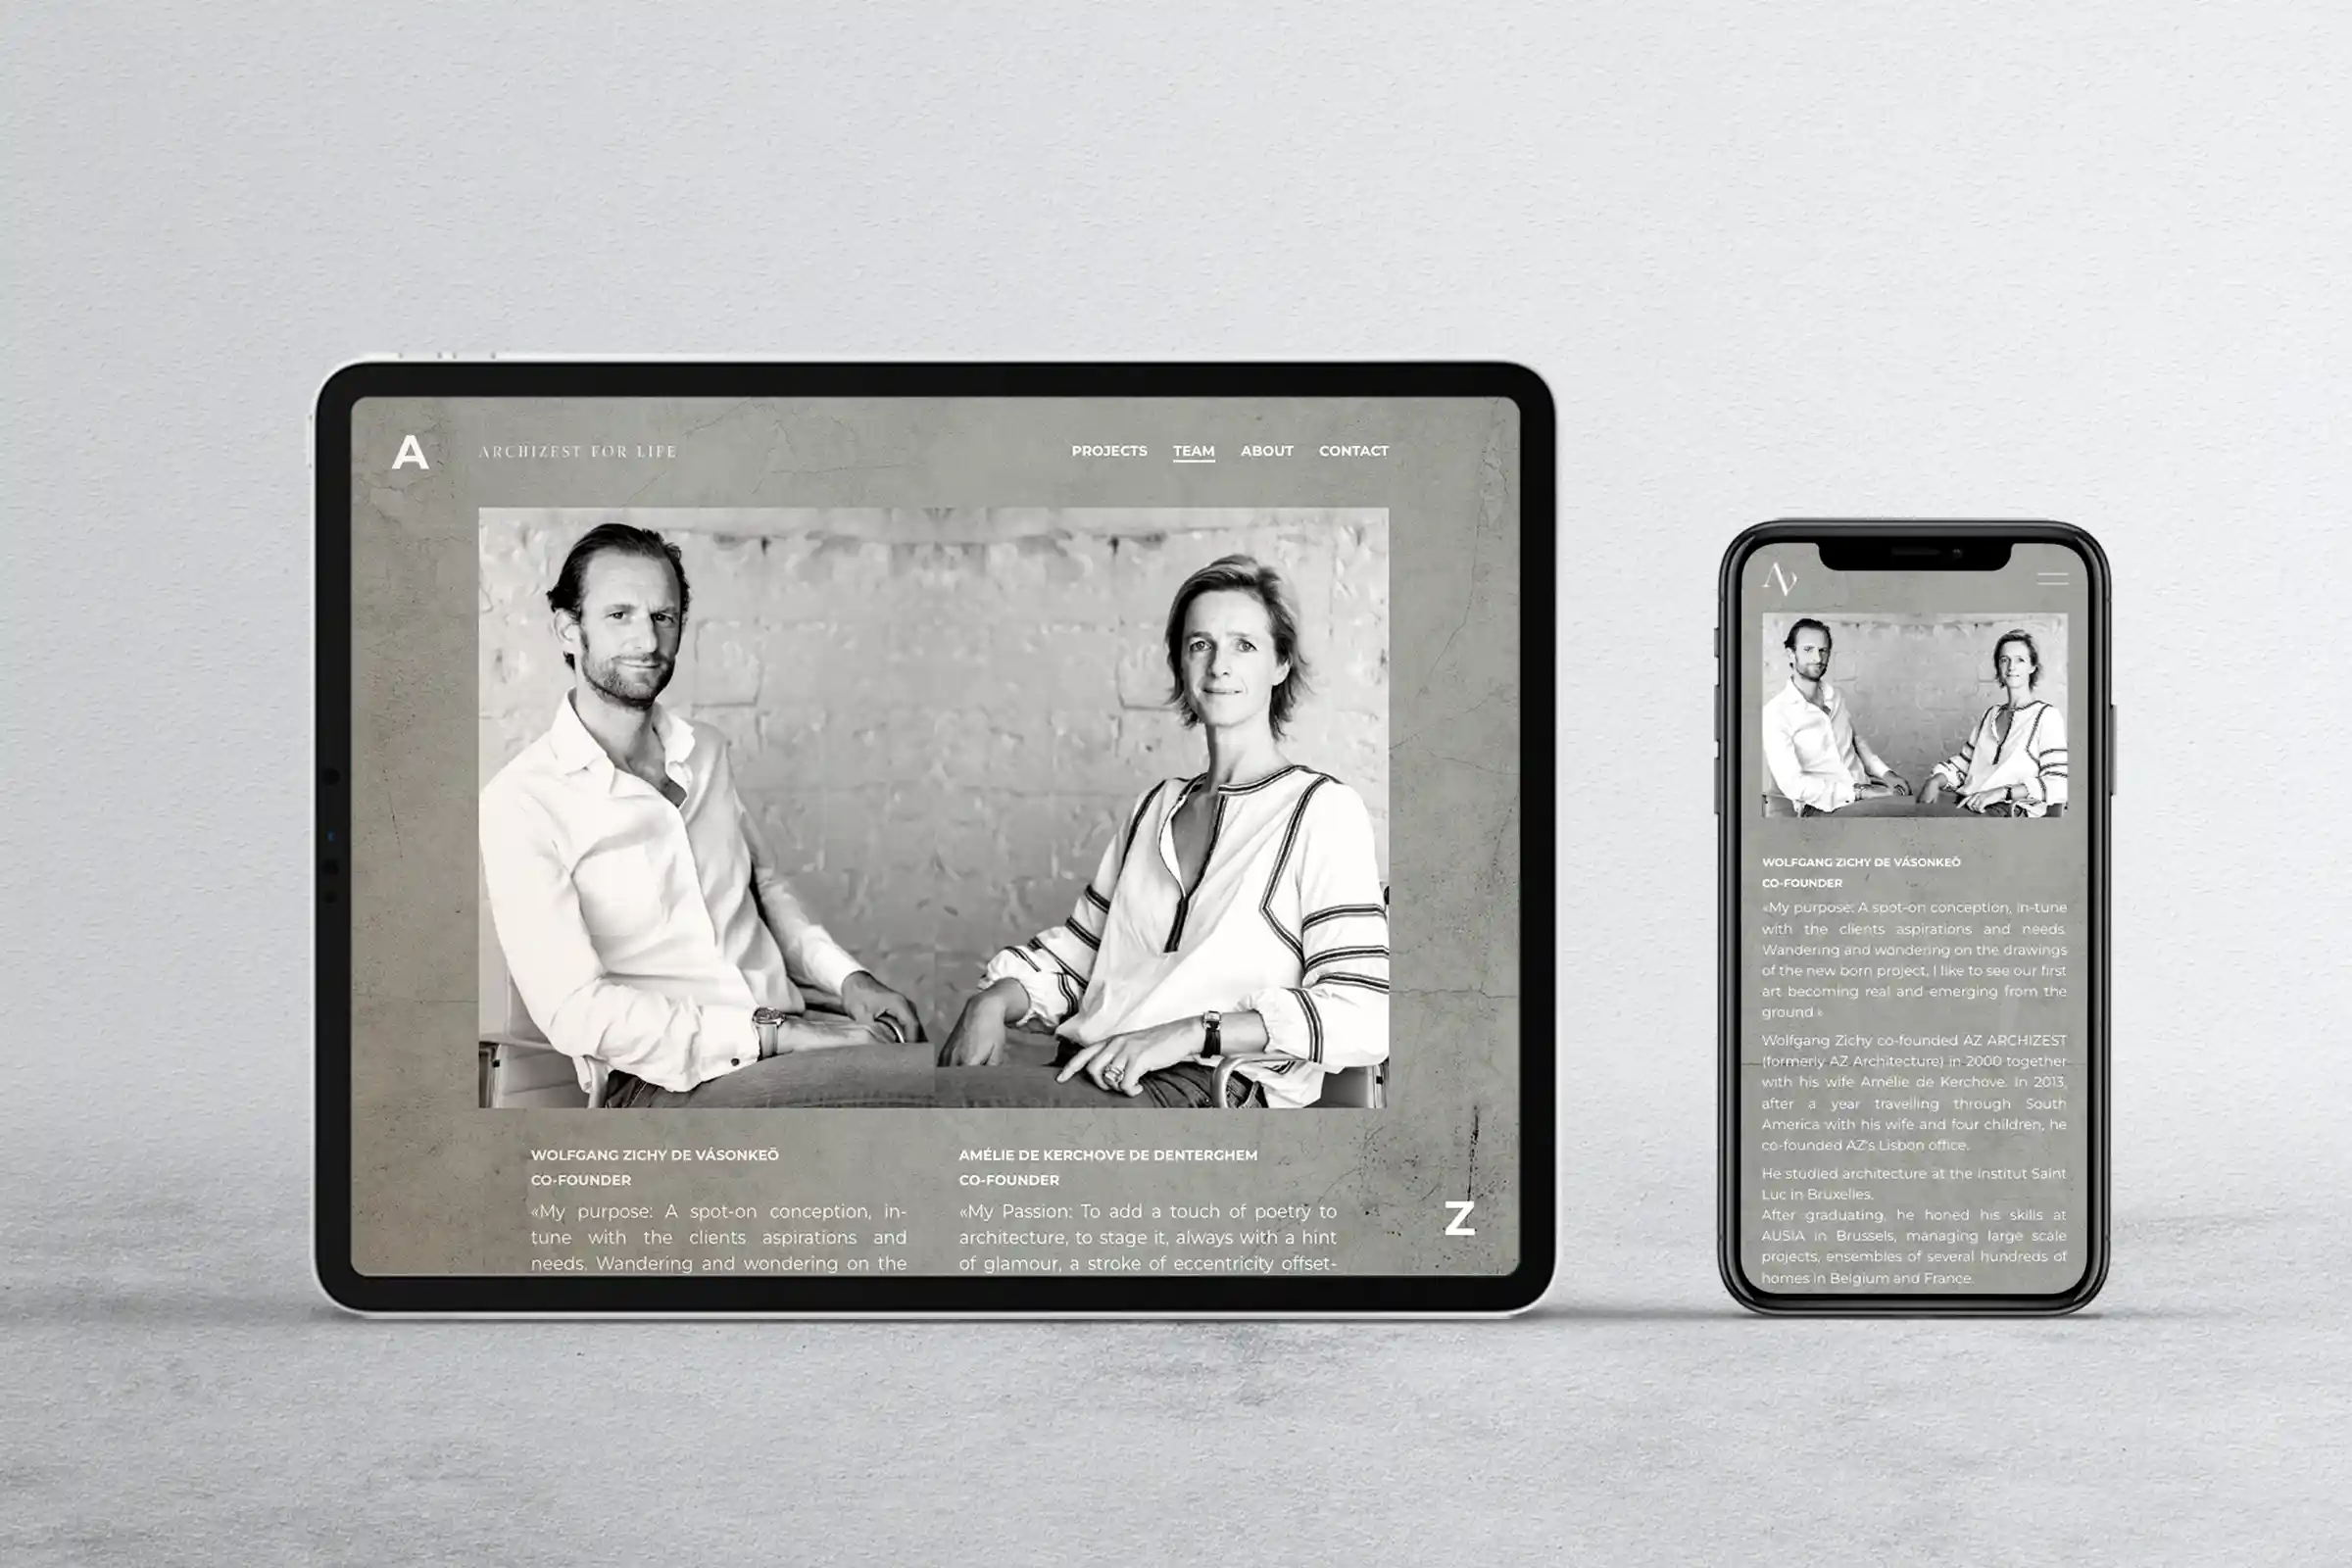 A
ARCHIZEST FOR LIFE
PROJECTS TEAM ABOUT CONTACT
WOLFGANG ZICHY DE VÁSONKEÖ
CO-FOUNDER
«My purpose: A spot-on conception, in-
tune with the clients aspirations and
needs. Wandering and wondering on the
AMÉLIE DE KERCHOVE DE DENTERGHEM
CO-FOUNDER
«My Passion: To add a touch of poetry to
architecture, to stage it, always with a hint
of glamour, a stroke of eccentricity offset-
Z
WOLFGANG ZICHY DE VÁSONKEÖ
CO-FOUNDER
«My purpose: A spot-on conception, in-tune
with the clients aspirations and needs.
Wandering and wondering on the drawings
of the new born project, I like to see our first
art becoming real and emerging from the
ground »
Wolfgang Zichy co-founded AZ ARCHIZEST
(formerly AZ Architecture) in 2000 together
with his wife Amélie de Kerchove. In 2013,
after a year travelling through South
America with his wife and four children, he
co-founded AZ's Lisbon office.
He studied architecture at the Institut Saint
Luc in Bruxelles.
After graduating, he honed his skills at
AUSIA in Brussels, managing large scale
projects, ensembles of several hundreds of
homes in Belgium and France.